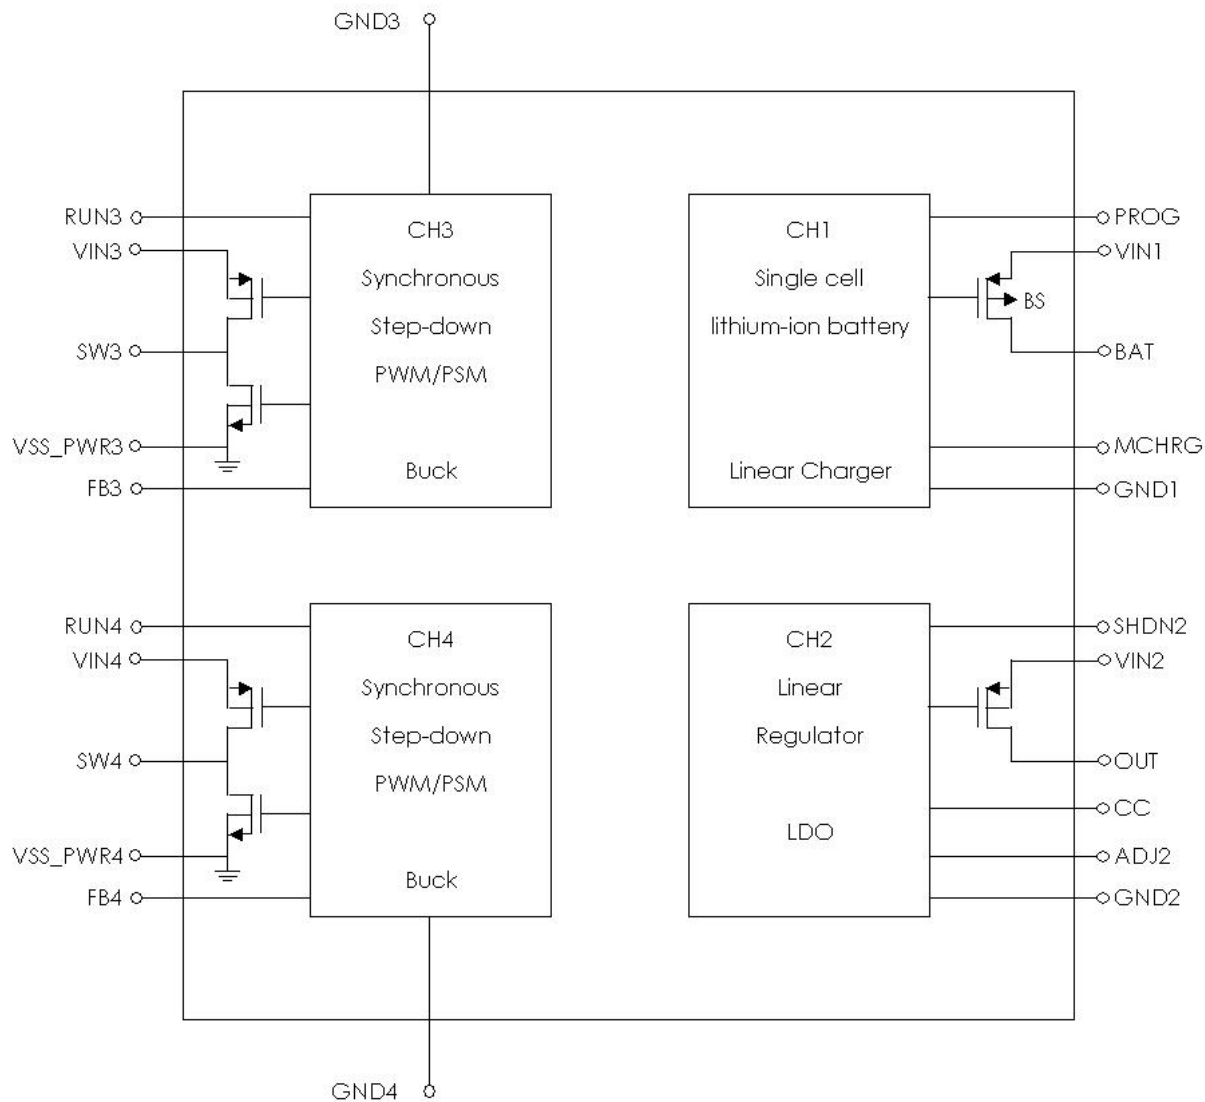 GND3
RUN3
VIN3
SW3
VSS_PWR3
FB3
CH3
Synchronous
Step-down
PWM/PSM
Buck
CH1
Single cell
lithium-ion battery
Linear Charger
PROG
VIN1
BS
BAT
MCHRG
GND1
RUN4
VIN4
SW4
VSS_PWR4
FB4
CH4
Synchronous
Step-down
PWM/PSM
Buck
CH2
Linear
Regulator
LDO
SHDN2
VIN2
OUT
CC
ADJ2
GND2
GND4